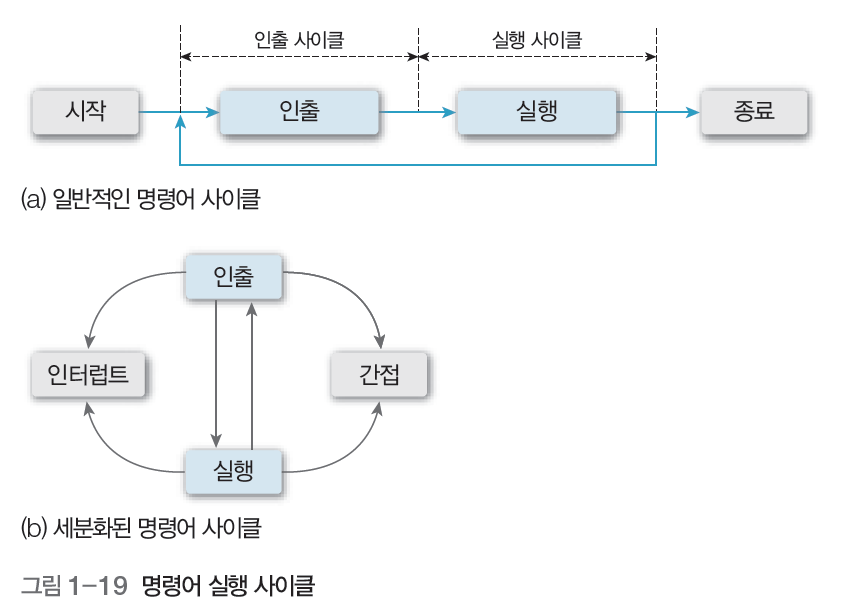 인출 사이클
실행 사이클
시작
인출
실행
종료
(a) 일반적인 명령어 사이클
인출
인터럽트
간접
실행
(b) 세분화된 명령어 사이클
그림 1–19 명령어 실행 사이클